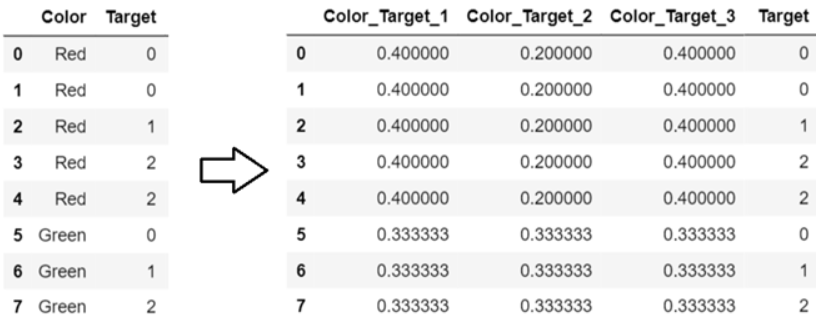 Color Target Color_Target_1 Color_Target_2 Color_Target_3 Target
0 Red 0 0 0.400000 0.200000 0.400000 0
1 Red 0 1 0.400000 0.200000 0.400000 0
2 Red 1 2 0.400000 0.200000 0.400000 1
3 Red 2 3 0.400000 0.200000 0.400000 2
4 Red 2 4 0.400000 0.200000 0.400000 2
5 Green 0 5 0.333333 0.333333 0.333333 0
6 Green 1 6 0.333333 0.333333 0.333333 1
7 Green 2 7 0.333333 0.333333 0.333333 2